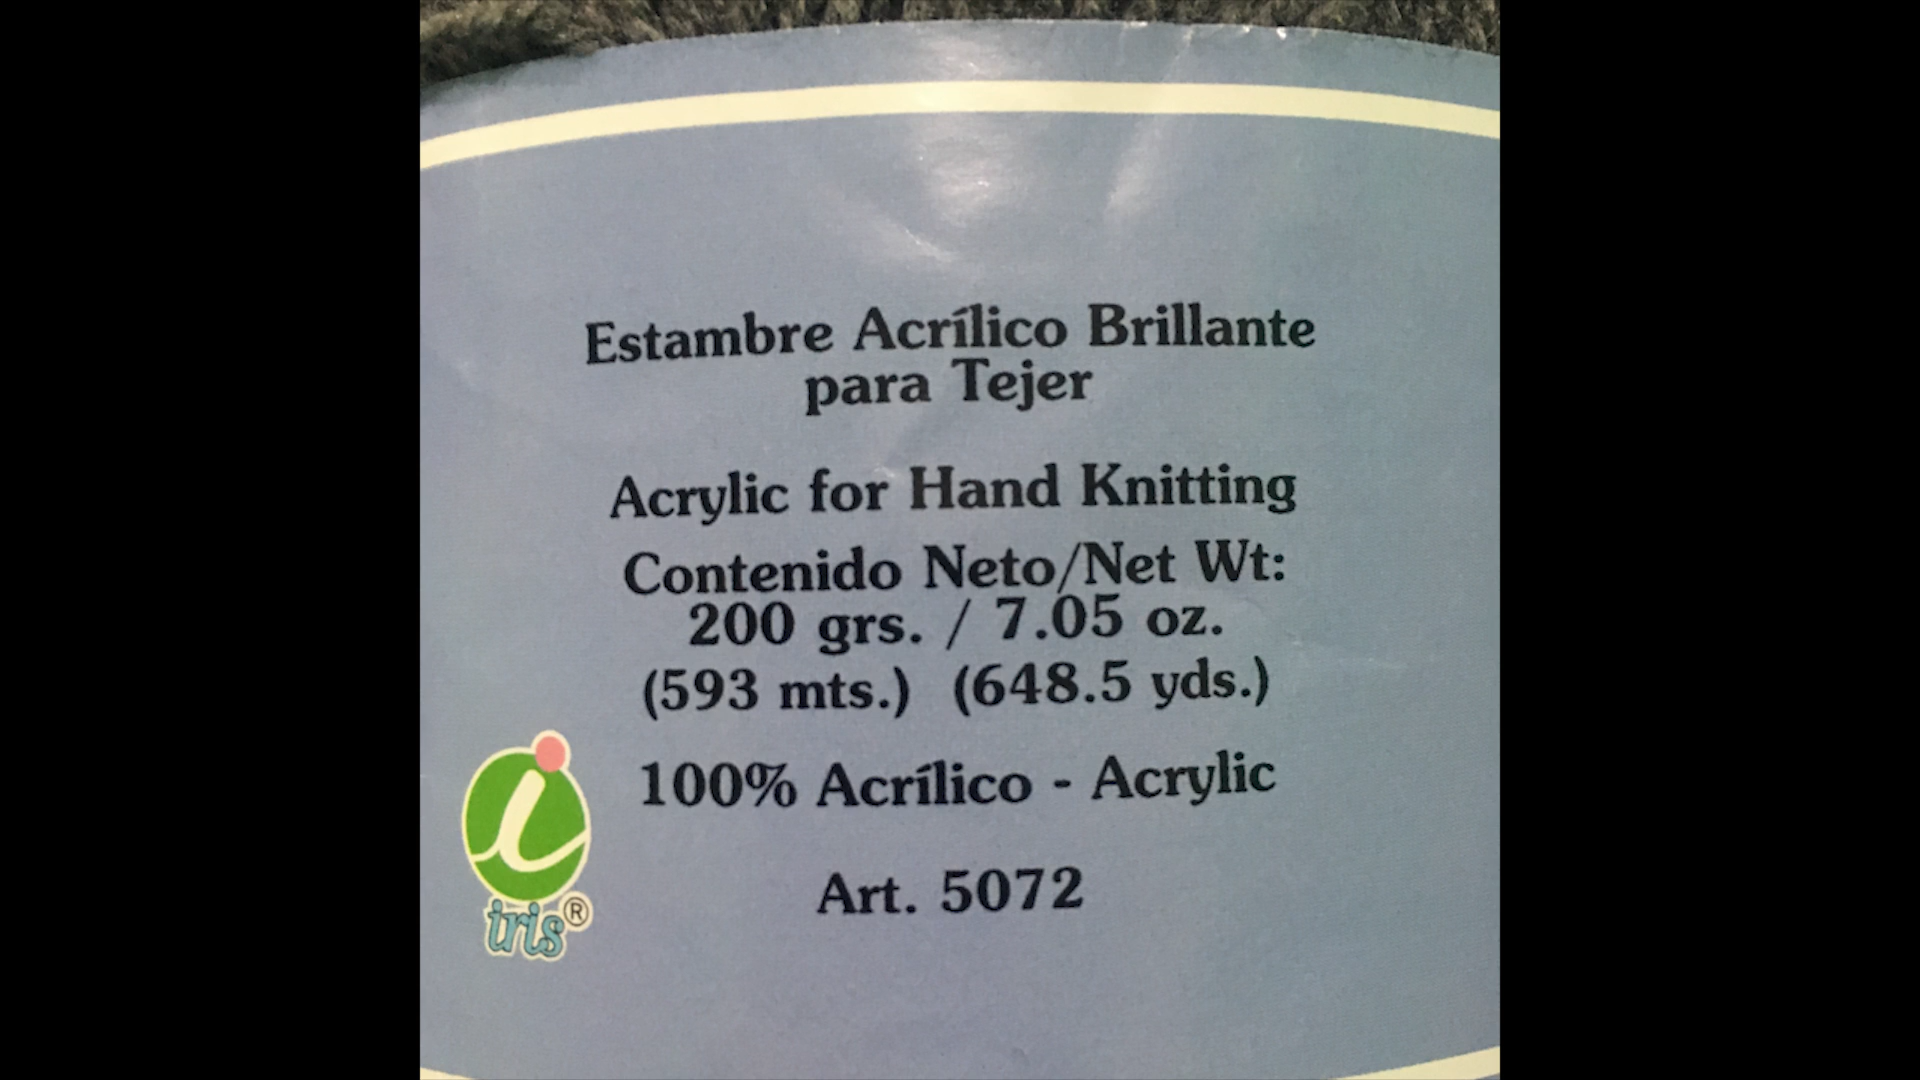 Estambre Acrílico Brillante
para Tejer
Acrylic for Hand Knitting
Contenido Neto/Net Wt:
200 grs. / 7.05 oz.
(593 mts.) (648.5 yds.)
100% Acrílico - Acrylic
Art. 5072
i
iris®